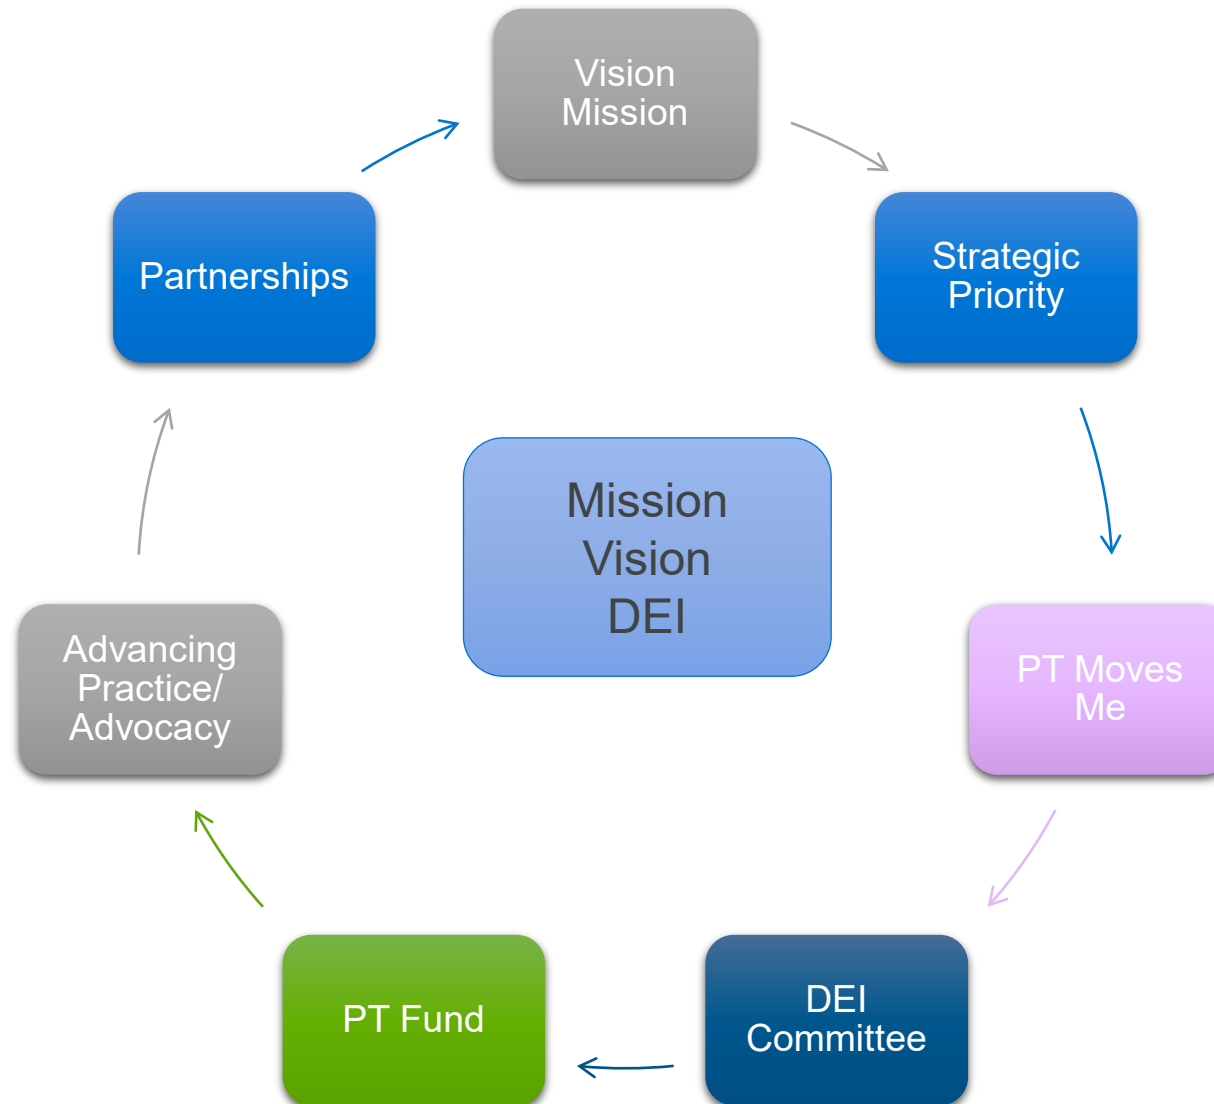 Vision
Mission
Strategic
Priority
PT Moves
Me
DEI
Committee
PT Fund
Advancing
Practice/
Advocacy
Partnerships
Mission
Vision
DEI